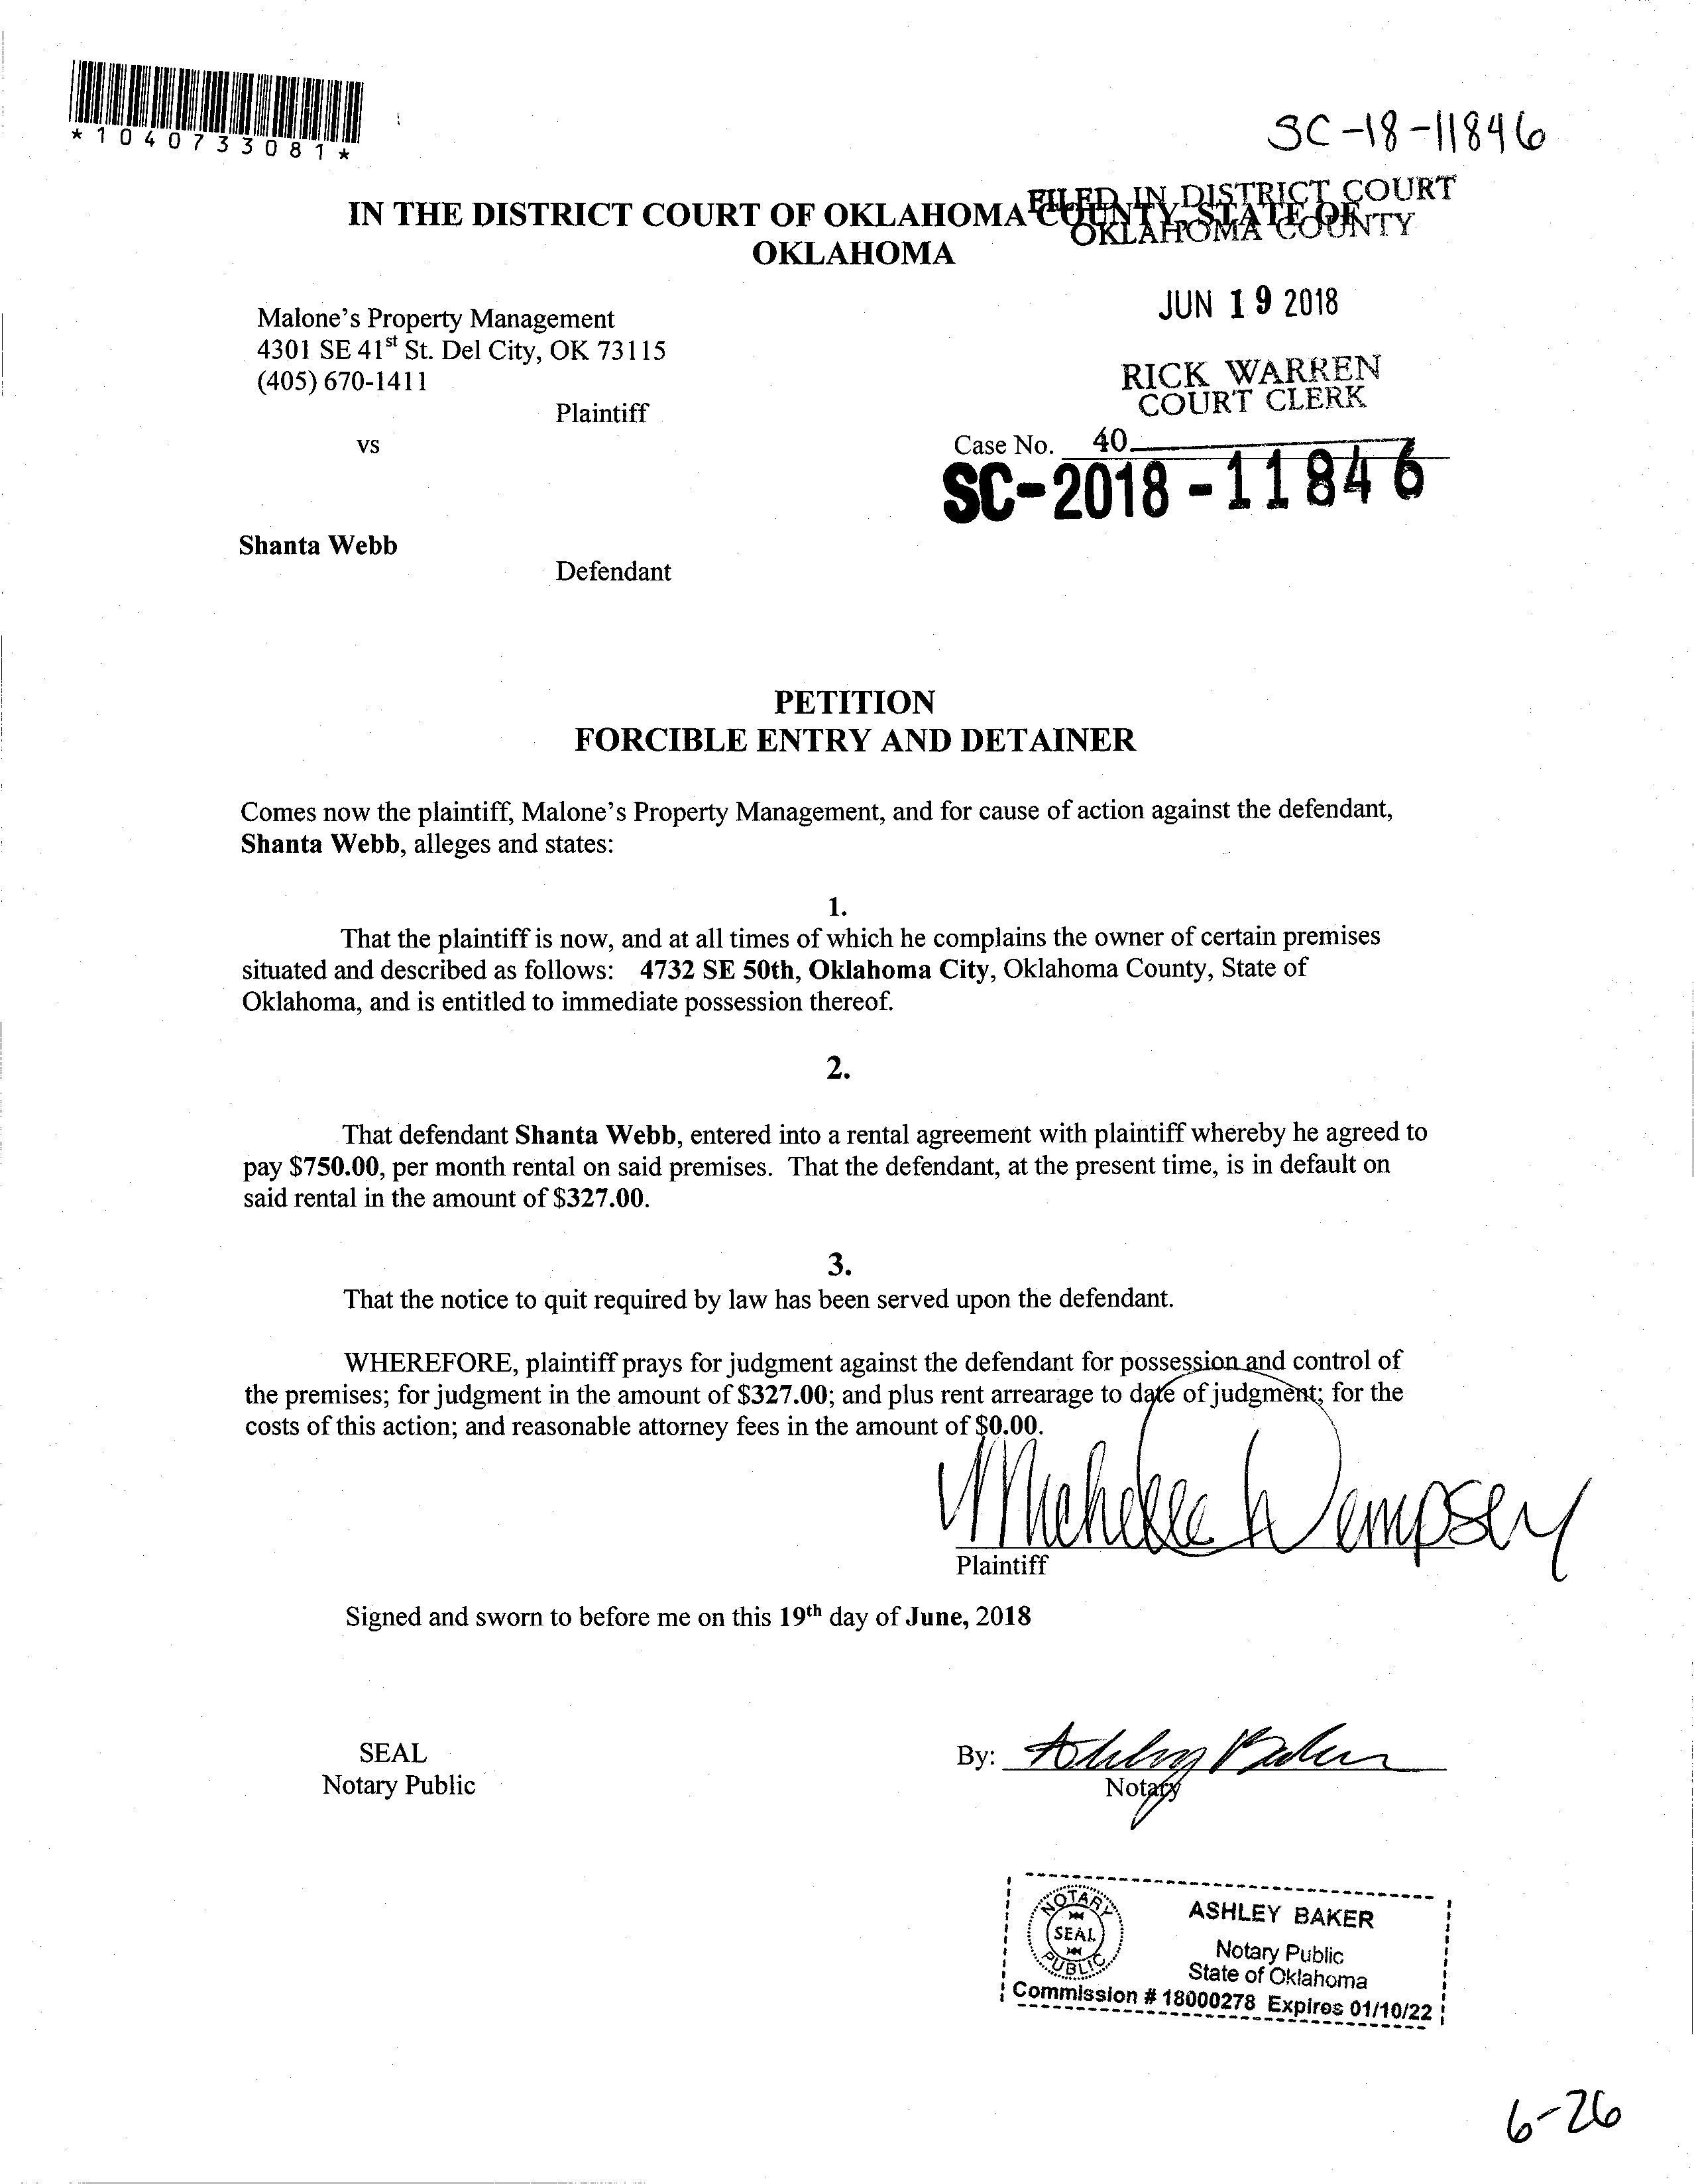 *1040733081*
SC-18-11846
IN THE DISTRICT COURT OF OKLAHOMA COUNTY, STATE OF
OKLAHOMA
FILED IN DISTRICT COURT
OKLAHOMA COUNTY
JUN 19 2018
RICK WARREN
COURT CLERK
Malone's Property Management
4301 SE 41st St. Del City, OK 73115
(405) 670-1411
Plaintiff
vs
Case No. 40
SC-2018-11846
Shanta Webb
Defendant
PETITION
FORCIBLE ENTRY AND DETAINER
Comes now the plaintiff, Malone's Property Management, and for cause of action against the defendant,
Shanta Webb, alleges and states:
1.
That the plaintiff is now, and at all times of which he complains the owner of certain premises
situated and described as follows: 4732 SE 50th, Oklahoma City, Oklahoma County, State of
Oklahoma, and is entitled to immediate possession thereof.
2.
That defendant Shanta Webb, entered into a rental agreement with plaintiff whereby he agreed to
pay $750.00, per month rental on said premises. That the defendant, at the present time, is in default on
said rental in the amount of $327.00.
3.
That the notice to quit required by law has been served upon the defendant.
WHEREFORE, plaintiff prays for judgment against the defendant for possession and control of
the premises; for judgment in the amount of $327.00; and plus rent arrearage to date of judgment; for the
costs of this action; and reasonable attorney fees in the amount of $0.00.
Michelle Dempsey
Plaintiff
Signed and sworn to before me on this 19th day of June, 2018
SEAL
Notary Public
By: Ashley Baker
Notary
NOTARY
SEAL
PUBLIC
ASHLEY BAKER
Notary Public
State of Oklahoma
Commission # 18000278 Expires 01/10/22
6-26